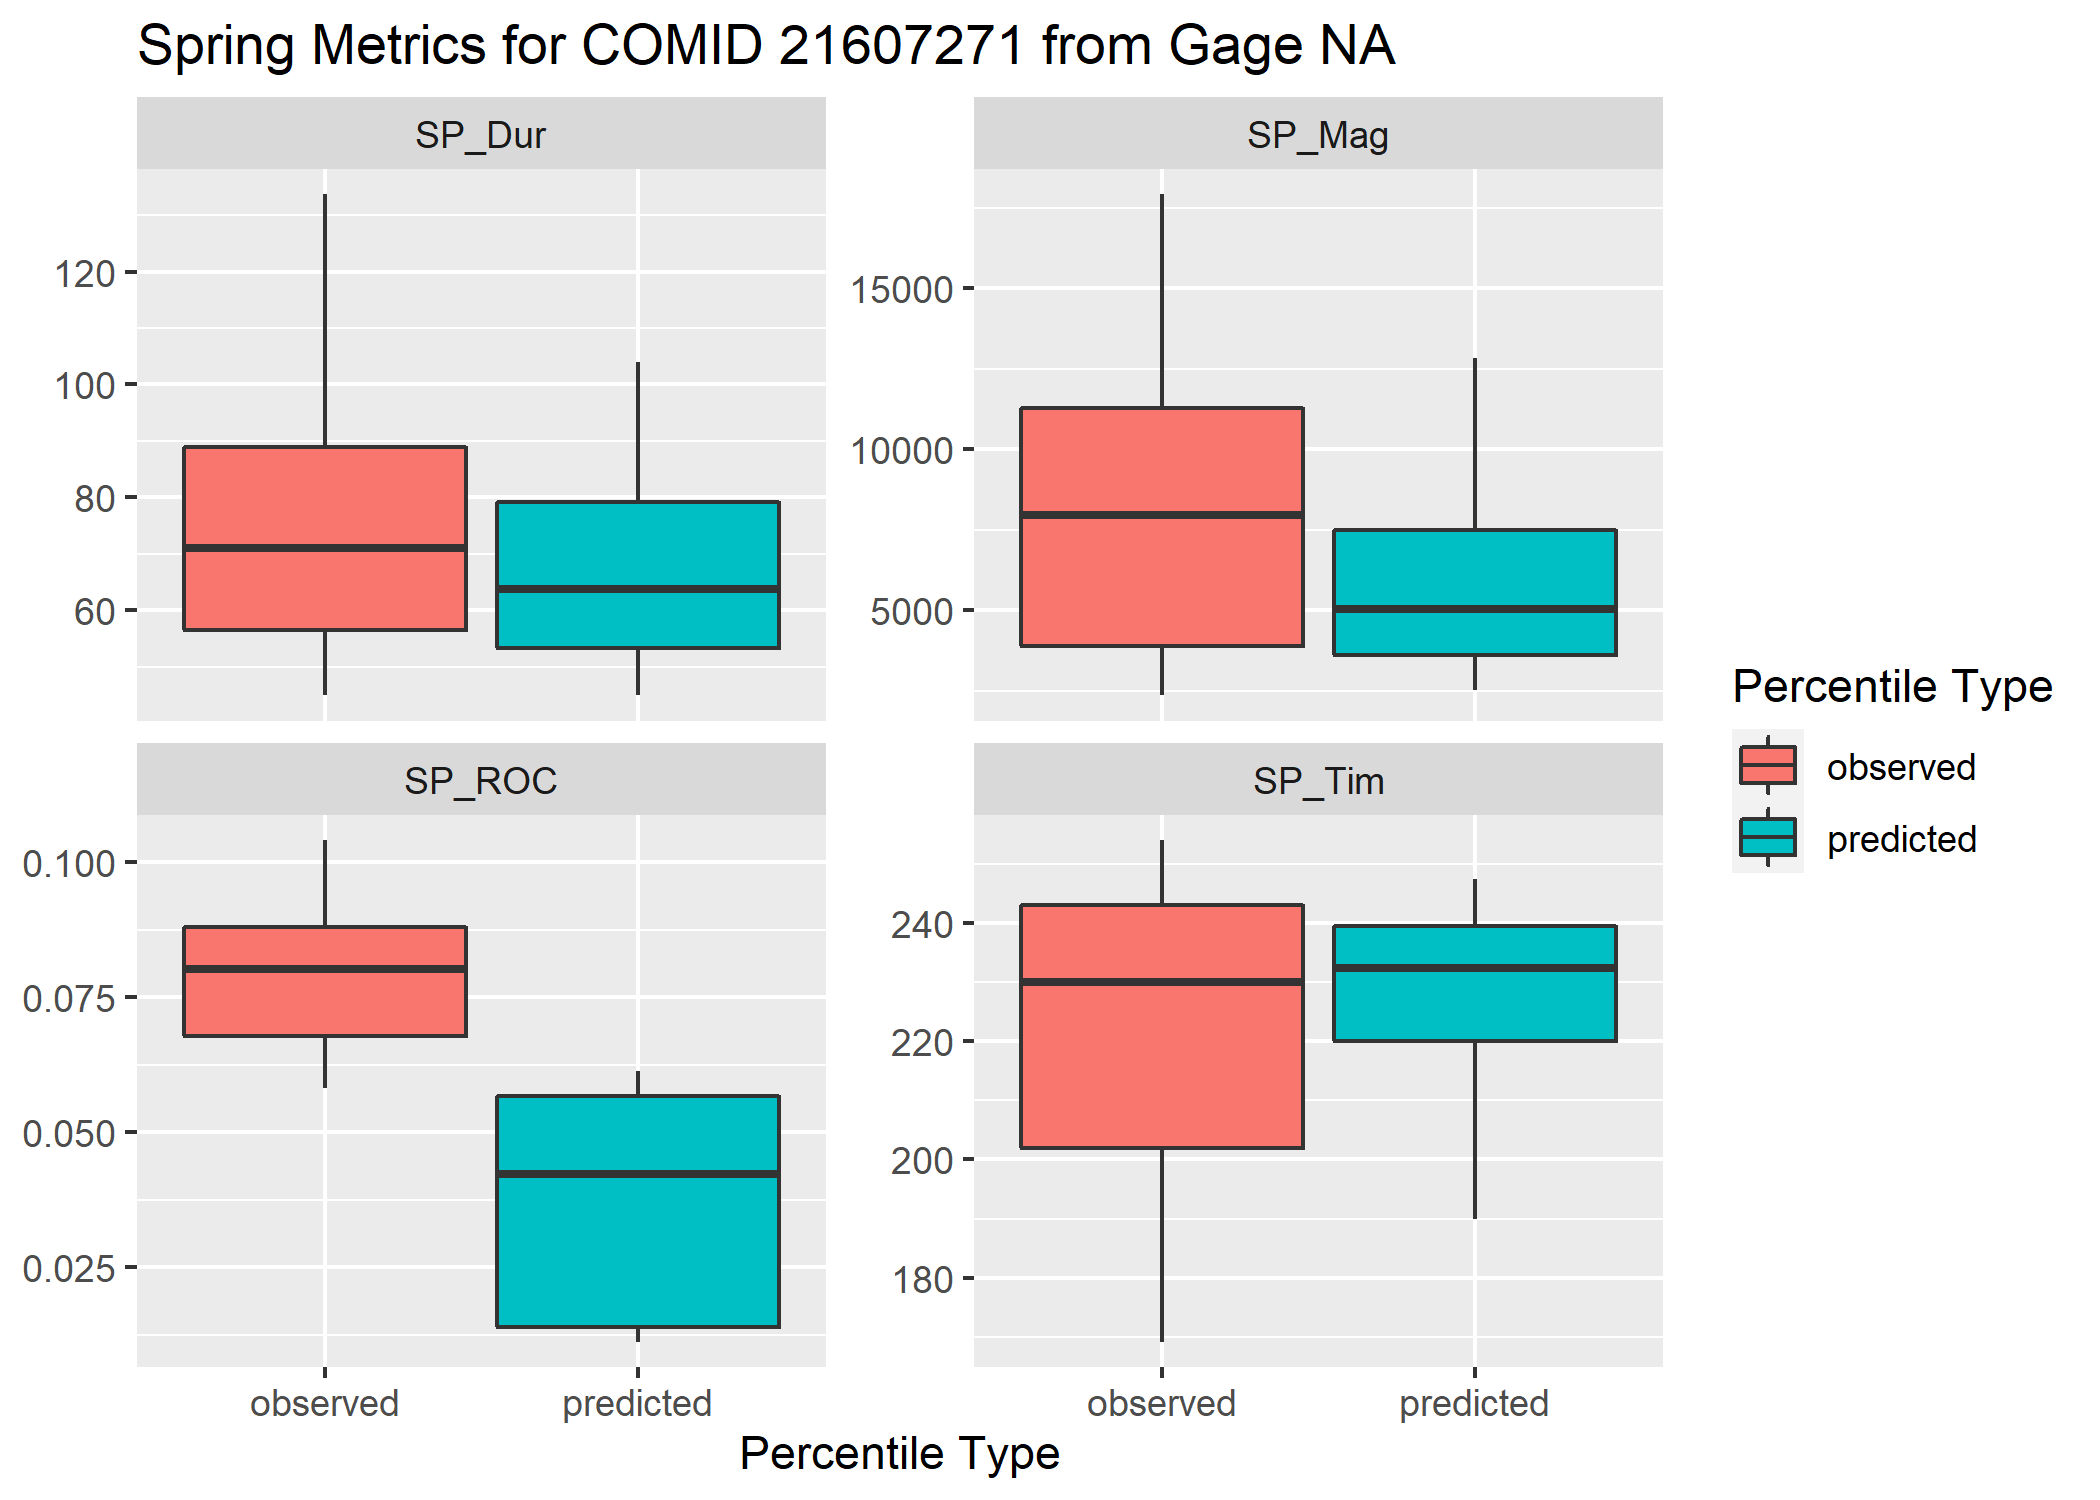 Spring Metrics for COMID 21607271 from Gage NA
SP_Dur
SP_Mag
120
100
80
60
15000
10000
5000
SP_ROC
SP_Tim
0.100
0.075
0.050
0.025
240
220
200
180
observed
predicted
observed
predicted
Percentile Type
Percentile Type
observed
predicted